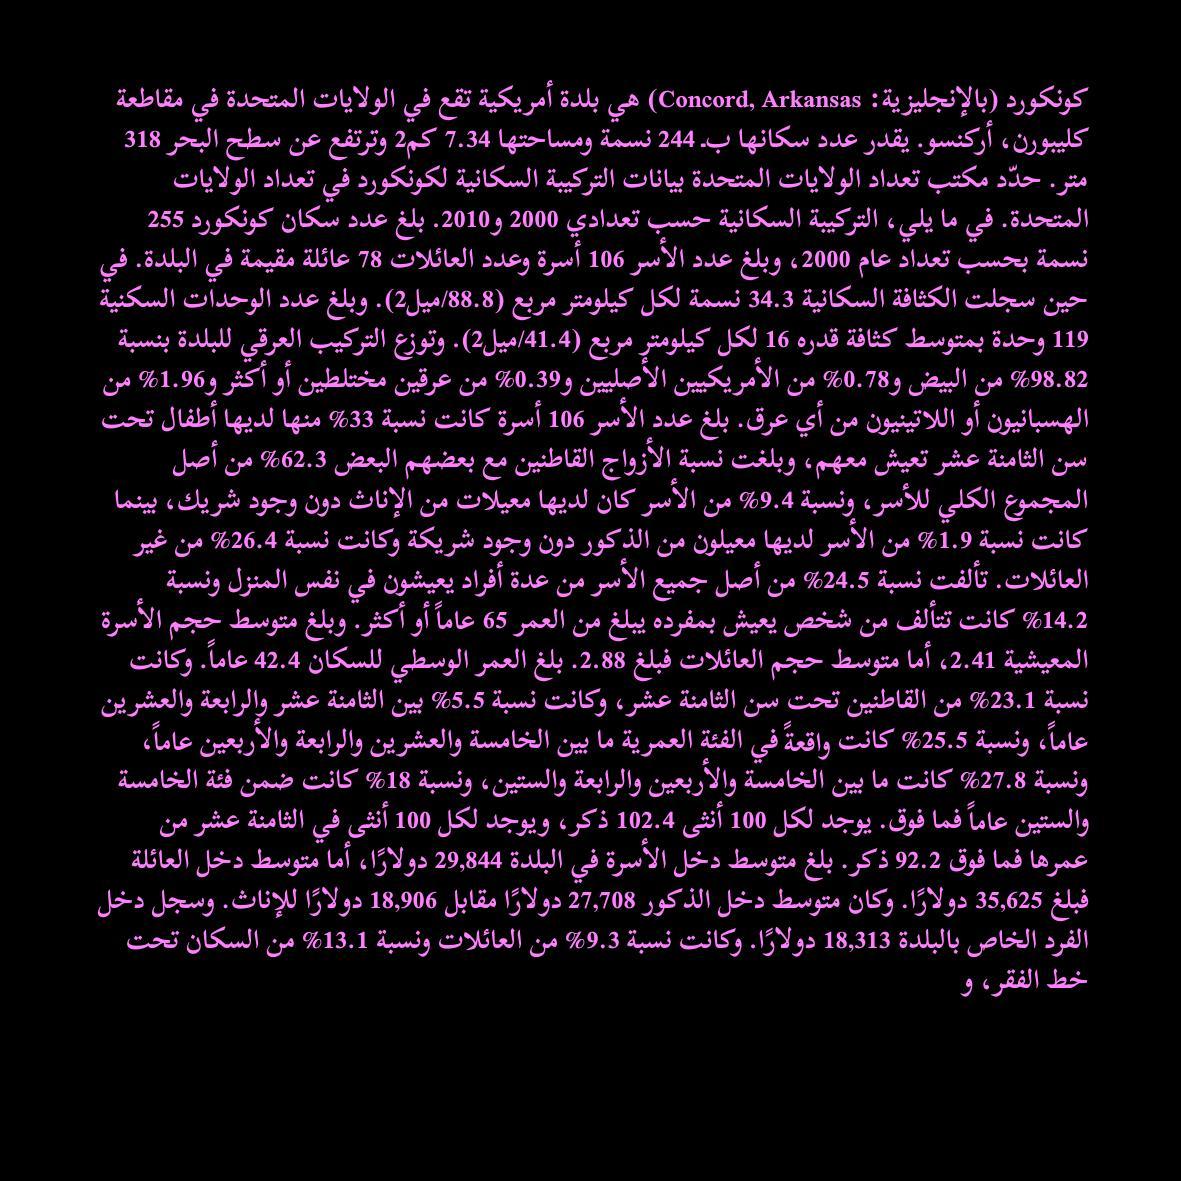 كونكورد (بالإنجليزية: Concord, Arkansas) هي بلدة أمريكية تقع في الولايات المتحدة في مقاطعة
كليبورن، أركنسو. يقدر عدد سكانها بـ 244 نسمة ومساحتها 7.34 كم2 وترتفع عن سطح البحر 318
متر. حدّد مكتب تعداد الولايات المتحدة بيانات التركيبة السكانية لكونكورد في تعداد الولايات
المتحدة. في ما يلي، التركيبة السكانية حسب تعدادي 2000 و2010. بلغ عدد سكان كونكورد 255
نسمة بحسب تعداد عام 2000، وبلغ عدد الأسر 106 أسرة وعدد العائلات 78 عائلة مقيمة في البلدة. في
حين سجلت الكثافة السكانية 34.3 نسمة لكل كيلومتر مربع (88.8/ميل2). وبلغ عدد الوحدات السكنية
119 وحدة بمتوسط كثافة قدره 16 لكل كيلومتر مربع (41.4/ميل2). وتوزع التركيب العرقي للبلدة بنسبة
98.82% من البيض و0.78% من الأمريكيين الأصليين و0.39% من عرقين مختلطين أو أكثر و1.96% من
الهسبانيون أو اللاتينيون من أي عرق. بلغ عدد الأسر 106 أسرة كانت نسبة 33% منها لديها أطفال تحت
سن الثامنة عشر تعيش معهم، وبلغت نسبة الأزواج القاطنين مع بعضهم البعض 62.3% من أصل
المجموع الكلي للأسر، ونسبة 9.4% من الأسر كان لديها معيلات من الإناث دون وجود شريك، بينما
كانت نسبة 1.9% من الأسر لديها معيلون من الذكور دون وجود شريكة وكانت نسبة 26.4% من غير
العائلات. تألفت نسبة 24.5% من أصل جميع الأسر من عدة أفراد يعيشون في نفس المنزل ونسبة
14.2% كانت تتألف من شخص يعيش بمفرده يبلغ من العمر 65 عاماً أو أكثر. وبلغ متوسط حجم الأسرة
المعيشية 2.41، أما متوسط حجم العائلات فبلغ 2.88. بلغ العمر الوسطي للسكان 42.4 عاماً. وكانت
نسبة 23.1% من القاطنين تحت سن الثامنة عشر، وكانت نسبة 5.5% بين الثامنة عشر والرابعة والعشرين
عاماً، ونسبة 25.5% كانت واقعةً في الفئة العمرية ما بين الخامسة والعشرين والرابعة والأربعين عاماً،
ونسبة 27.8% كانت ما بين الخامسة والأربعين والرابعة والستين، ونسبة 18% كانت ضمن فئة الخامسة
والستين عاماً فما فوق. يوجد لكل 100 أنثى 102.4 ذكر، ويوجد لكل 100 أنثى في الثامنة عشر من
عمرها فما فوق 92.2 ذكر. بلغ متوسط دخل الأسرة في البلدة 29,844 دولارًا، أما متوسط دخل العائلة
فبلغ 35,625 دولارًا. وكان متوسط دخل الذكور 27,708 دولارًا مقابل 18,906 دولارًا للإناث. وسجل دخل
الفرد الخاص بالبلدة 18,313 دولارًا. وكانت نسبة 9.3% من العائلات ونسبة 13.1% من السكان تحت
خط الفقر، و